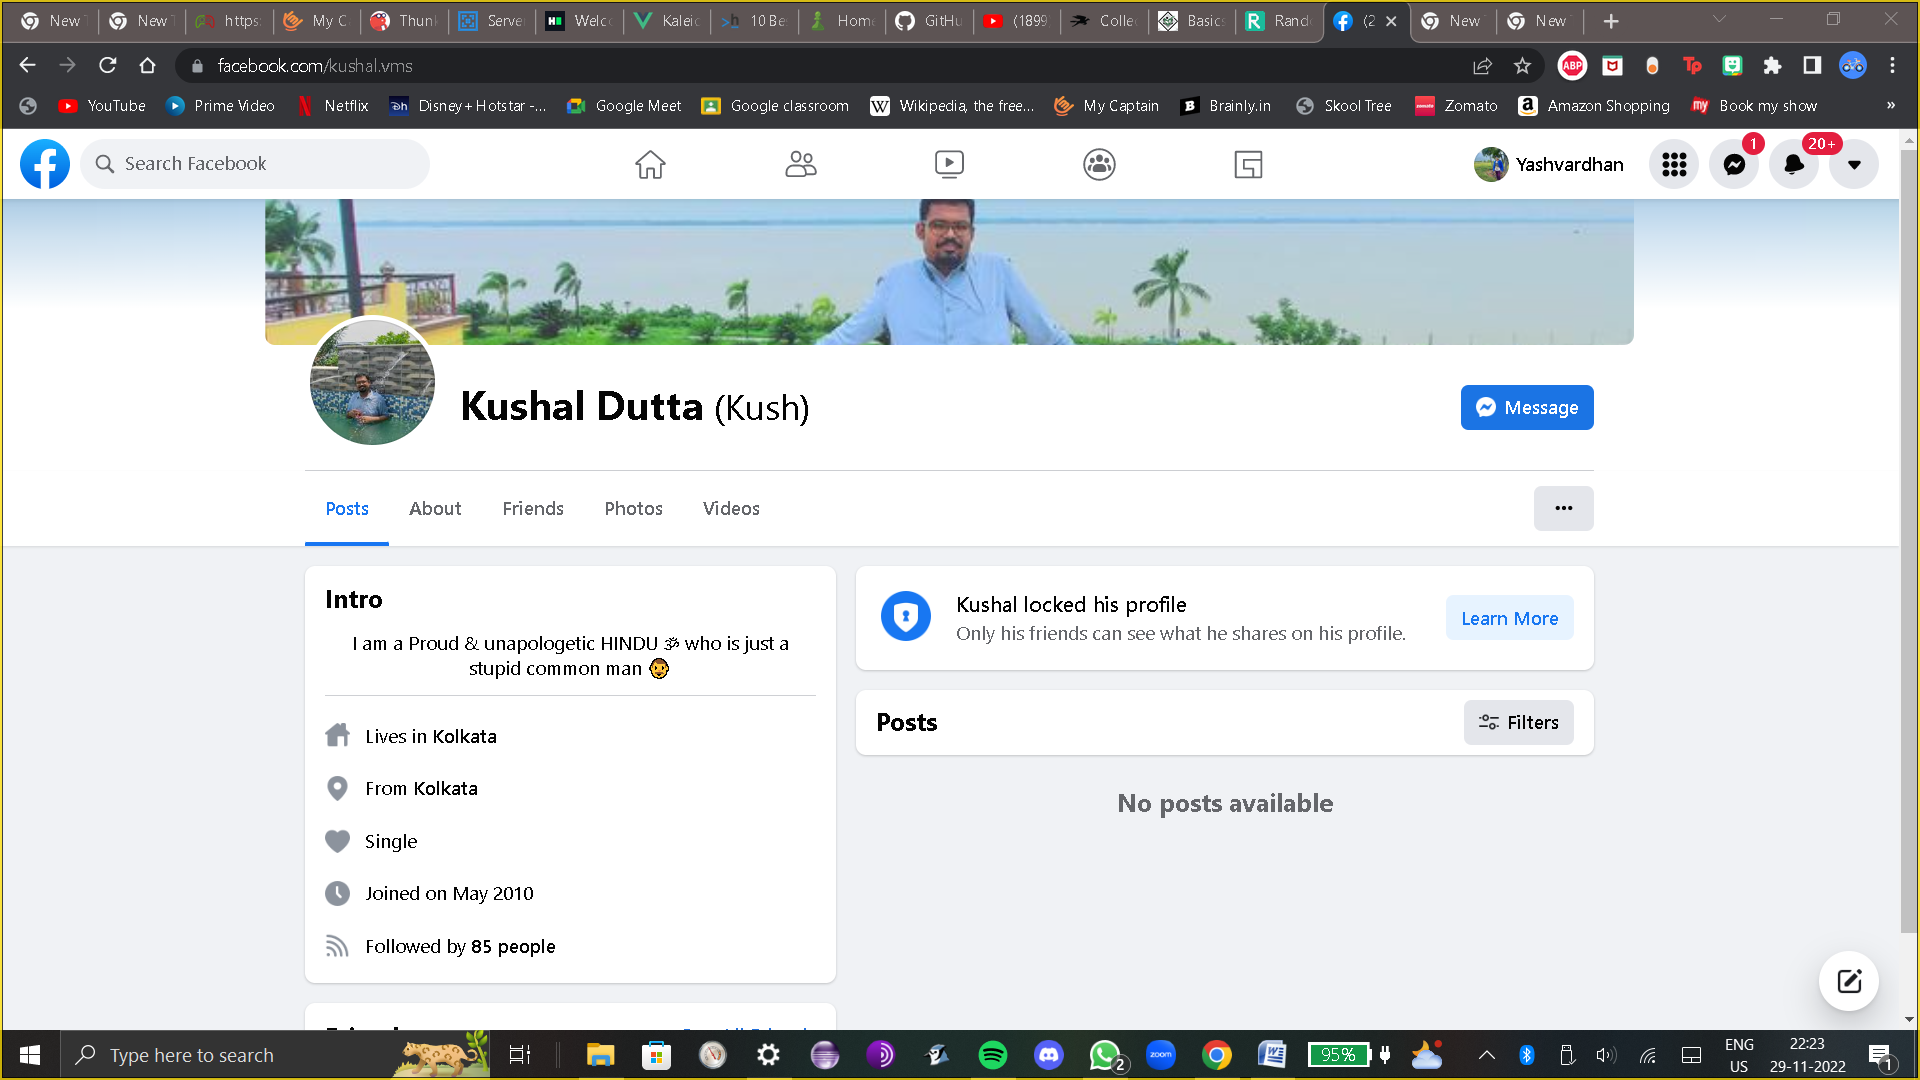 New T
New T
https:
My C
Thunk
Server
Welc
Kaleid
10 Be
Home
GitHu
(1899
Collec
Basics
Rand
(2
New
New
facebook.com/kushal.vms
YouTube
Prime Video
Netflix
Disney+ Hotstar -...
Google Meet
Google classroom
Wikipedia, the free...
My Captain
Brainly.in
Skool Tree
Zomato
Amazon Shopping
Book my show
»
Search Facebook
Yashvardhan
1
20+
Kushal Dutta (Kush)
Message
Posts
About
Friends
Photos
Videos
...
Intro
I am a Proud & unapologetic HINDU ॐ who is just a
stupid common man 🐵
Lives in Kolkata
From Kolkata
Single
Joined on May 2010
Followed by 85 people
Kushal locked his profile
Only his friends can see what he shares on his profile.
Learn More
Posts
Filters
No posts available
Type here to search
2
zoom
95%
ENG
US
22:23
29-11-2022
1